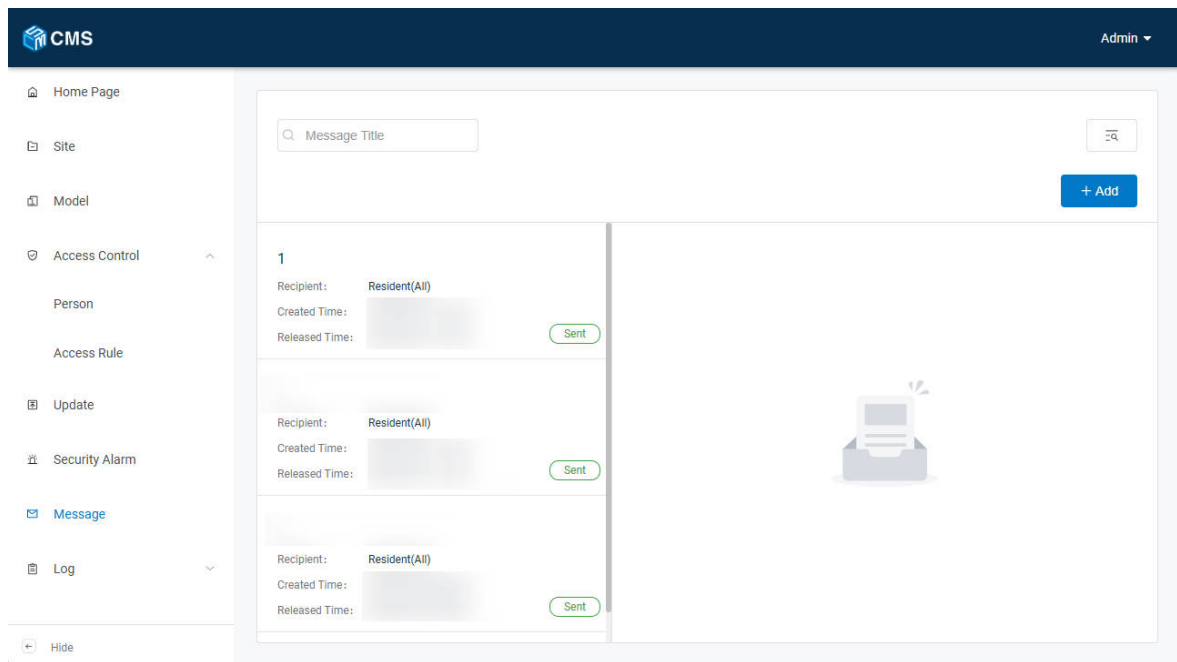 CMS
Admin
Home Page
Site
Model
Access Control
Person
Access Rule
Update
Security Alarm
Message
Log
Hide
Message Title
+ Add
1
Recipient: Resident(All)
Created Time:
Released Time:
Sent
Recipient: Resident(All)
Created Time:
Released Time:
Sent
Recipient: Resident(All)
Created Time:
Released Time:
Sent